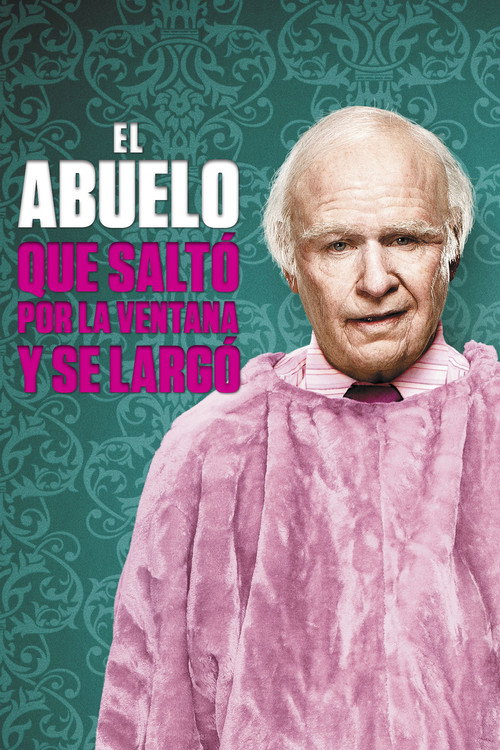 EL
ABUELO
QUE SALTÓ
POR LA VENTANA
Y SE LARGÓ